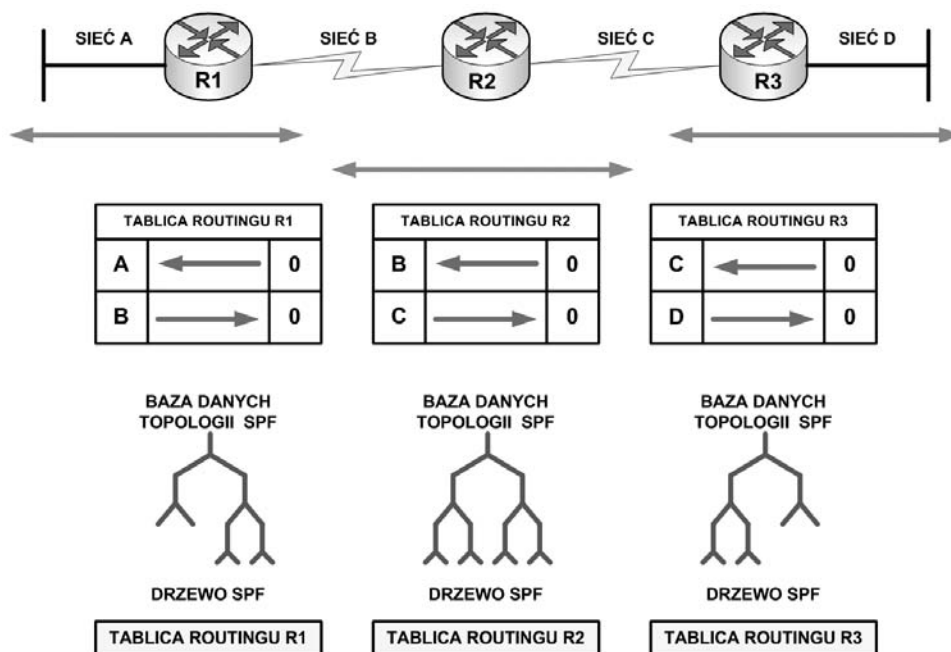 SIEĆ A SIEĆ B SIEĆ C SIEĆ D
R1 R2 R3
TABLICA ROUTINGU R1
A 0
B 0
TABLICA ROUTINGU R2
B 0
C 0
TABLICA ROUTINGU R3
C 0
D 0
BAZA DANYCH
TOPOLOGII SPF
BAZA DANYCH
TOPOLOGII SPF
BAZA DANYCH
TOPOLOGII SPF
DRZEWO SPF DRZEWO SPF DRZEWO SPF
TABLICA ROUTINGU R1 TABLICA ROUTINGU R2 TABLICA ROUTINGU R3